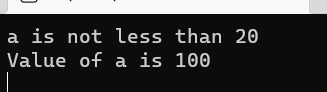 a is not less than 20
Value of a is 100